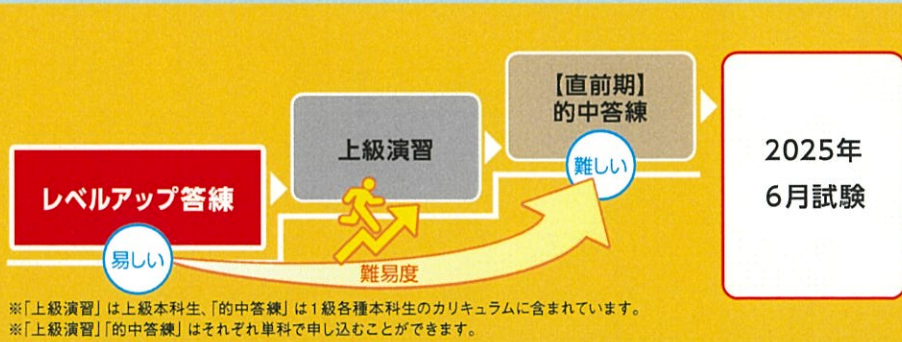 レベルアップ答練
易しい
上級演習
【直前期】
的中答練
難しい
難易度
2025年
6月試験
※「上級演習」は上級本科生、「的中答練」は1級各種本科生のカリキュラムに含まれています。
※「上級演習」「的中答練」はそれぞれ単科で申し込むことができます。